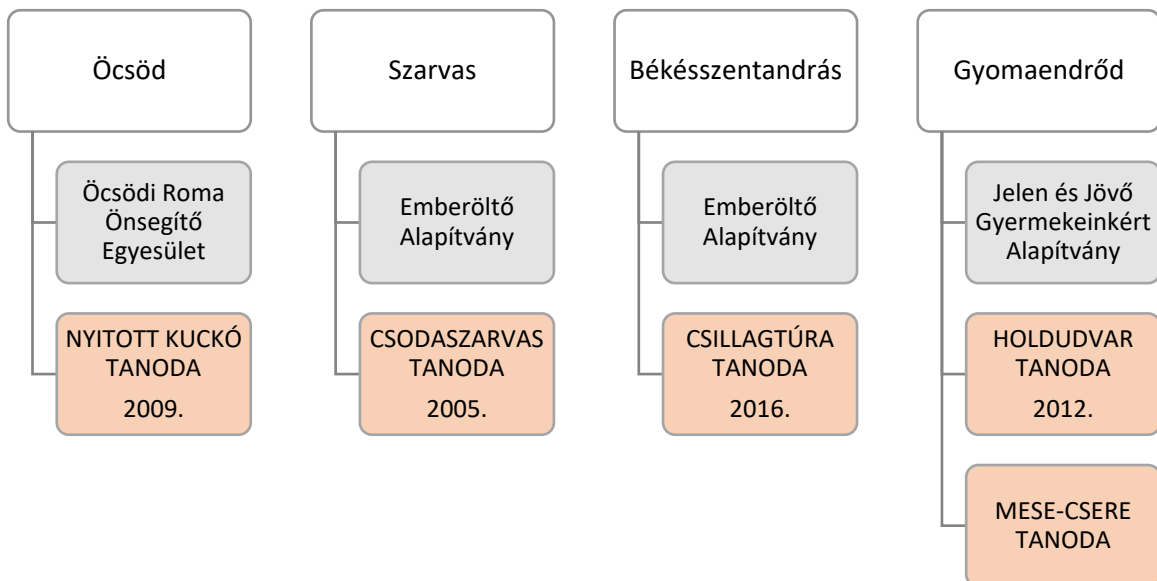 Öcsöd
Öcsödi Roma
Önsegítő
Egyesület
NYITOTT KUCKÓ
TANODA
2009.
Szarvas
Emberöltő
Alapítvány
CSODASZARVAS
TANODA
2005.
Békésszentandrás
Emberöltő
Alapítvány
CSILLAGTÚRA
TANODA
2016.
Gyomaendrőd
Jelen és Jövő
Gyermekeinkért
Alapítvány
HOLDUDVAR
TANODA
2012.
MESE-CSERE
TANODA